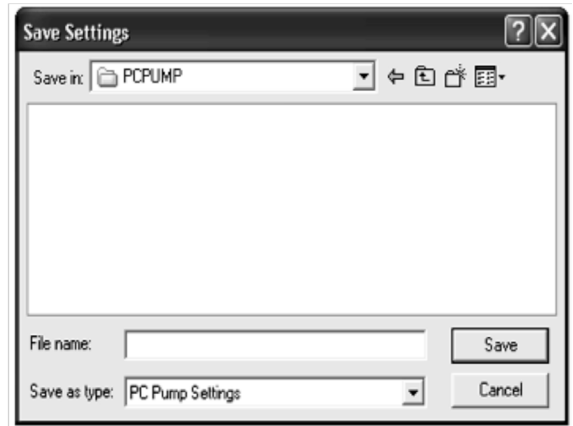 Save Settings
Save in: PCPUMP
File name:
Save
Save as type: PC Pump Settings
Cancel